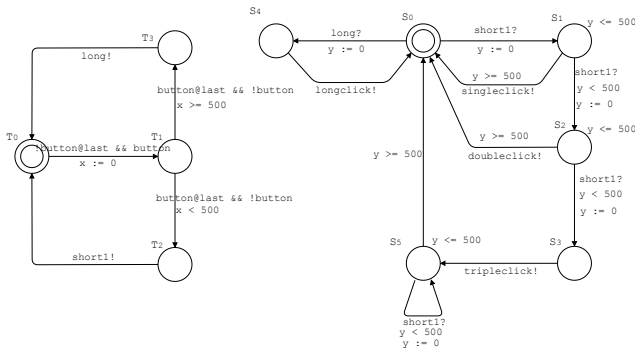 T3
long!
button@last && !button
x >= 500
T0
!button@last && button
x := 0
T1
button@last && !button
x < 500
T2
short1!
S4
long?
y := 0
longclick!
S0
short1?
y := 0
S1
y <= 500
y >= 500
singleclick!
short1?
y < 500
y := 0
S2
y <= 500
y >= 500
doubleclick!
y >= 500
short1?
y < 500
y := 0
S5
y <= 500
S3
tripleclick!
short1?
y < 500
y := 0